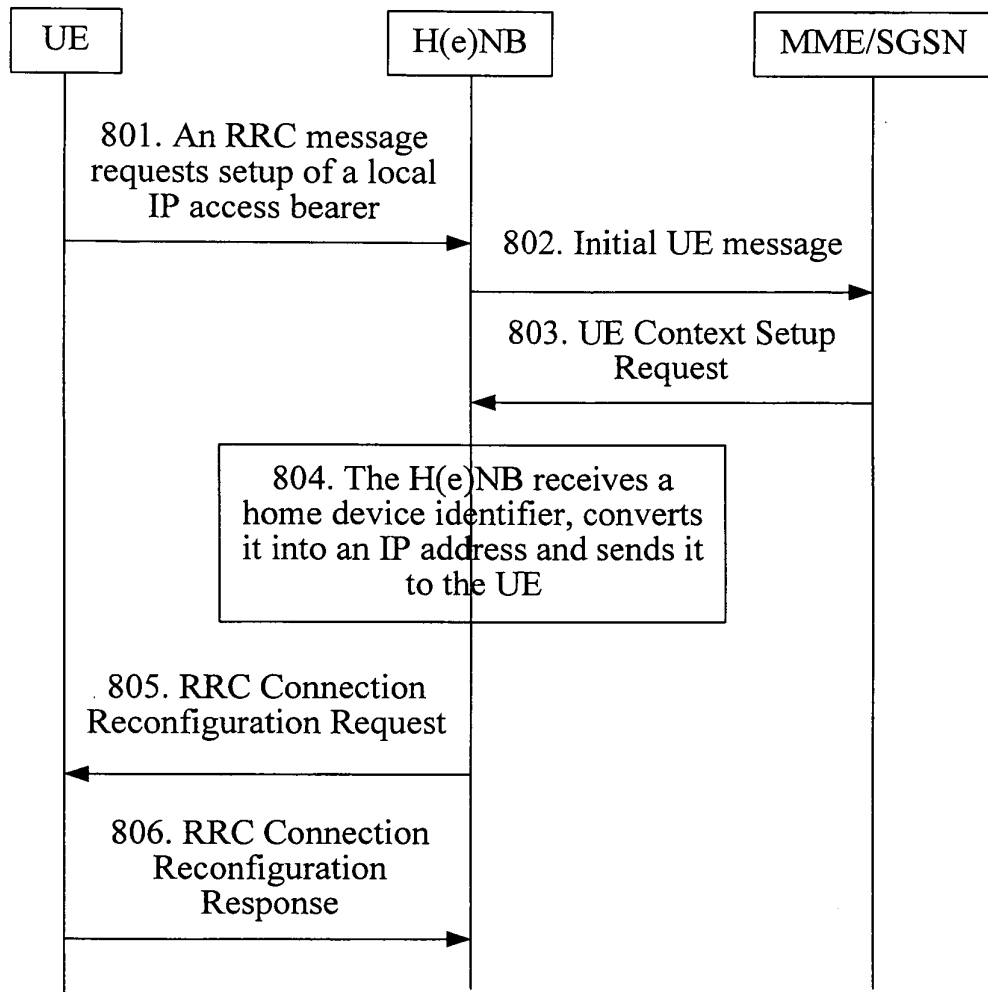 UE
H(e)NB
MME/SGSN
801. An RRC message
requests setup of a local
IP access bearer
802. Initial UE message
803. UE Context Setup
Request
804. The H(e)NB receives a
home device identifier, converts
it into an IP address and sends it
to the UE
805. RRC Connection
Reconfiguration Request
806. RRC Connection
Reconfiguration
Response